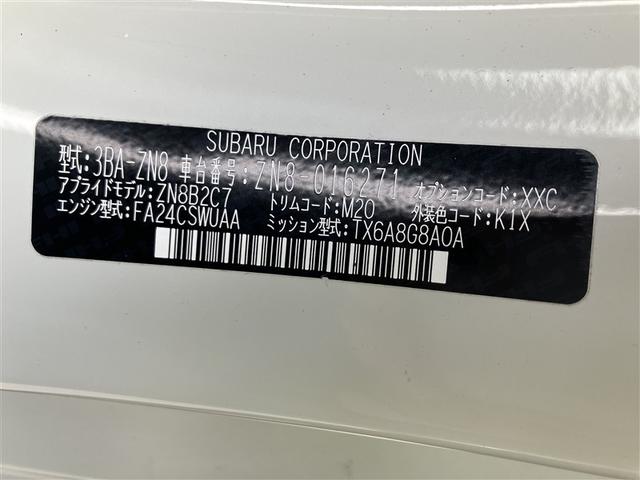 SUBARU CORPORATION
型式:3BA-ZN8 車台番号:ZN8-016271 オプションコード:XXC
アプライドモデル:ZN8B2C7 トリムコード:M20 外装色コード:K1X
エンジン型式:FA24CSWUAA ミッション型式:TX6A8G8AOA